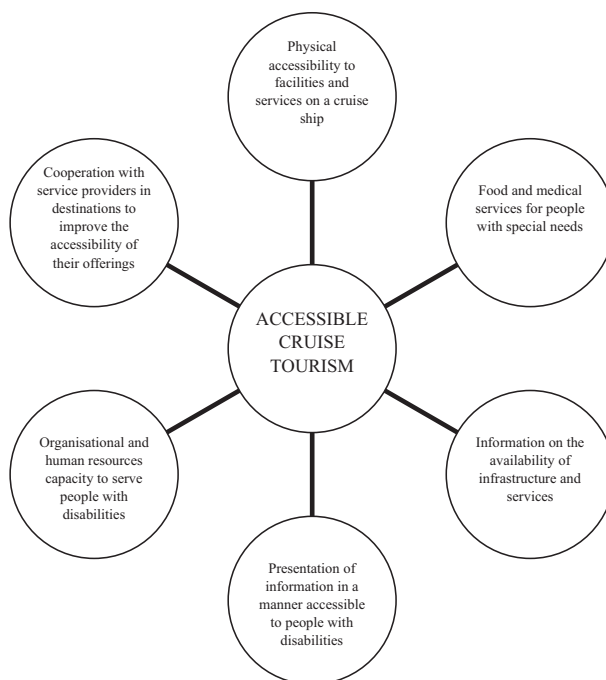 Physical
accessibility to
facilities and
services on a cruise
ship
Cooperation with
service providers in
destinations to
improve the
accessibility of
their offerings
Food and medical
services for people
with special needs
ACCESSIBLE
CRUISE
TOURISM
Organisational and
human resources
capacity to serve
people with
disabilities
Information on the
availability of
infrastructure and
services
Presentation of
information in a
manner accessible
to people with
disabilities